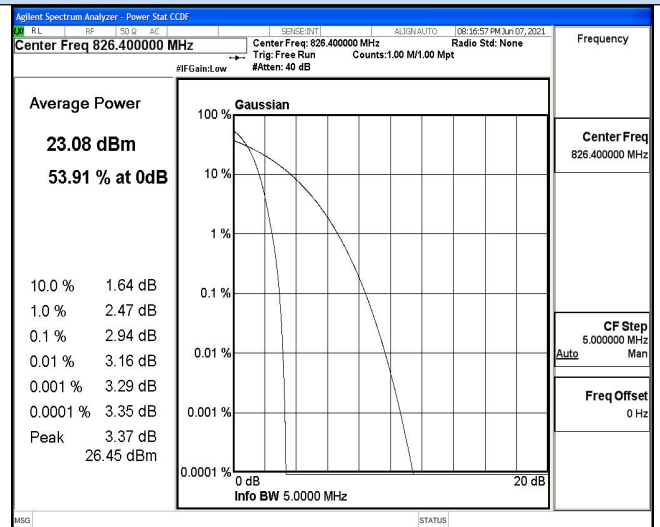 Agilent Spectrum Analyzer - Power Stat CCDF
RL RF 50 Ω AC SENSE:INT ALIGN AUTO 08:16:57 PM Jun 07, 2021
Center Freq 826.400000 MHz
Center Freq: 826.400000 MHz Radio Std: None
Trig: Free Run Counts:1.00 M/1.00 Mpt
#IFGain:Low #Atten: 40 dB
Frequency
Average Power
23.08 dBm
53.91 % at 0dB
10.0 % 1.64 dB
1.0 % 2.47 dB
0.1 % 2.94 dB
0.01 % 3.16 dB
0.001 % 3.29 dB
0.0001 % 3.35 dB
Peak 3.37 dB
26.45 dBm
Gaussian
100 %
10 %
1 %
0.1 %
0.01 %
0.001 %
0.0001 %
0 dB 20 dB
Info BW 5.0000 MHz
Center Freq
826.400000 MHz
CF Step
5.000000 MHz
Auto Man
Freq Offset
0 Hz
MSG STATUS